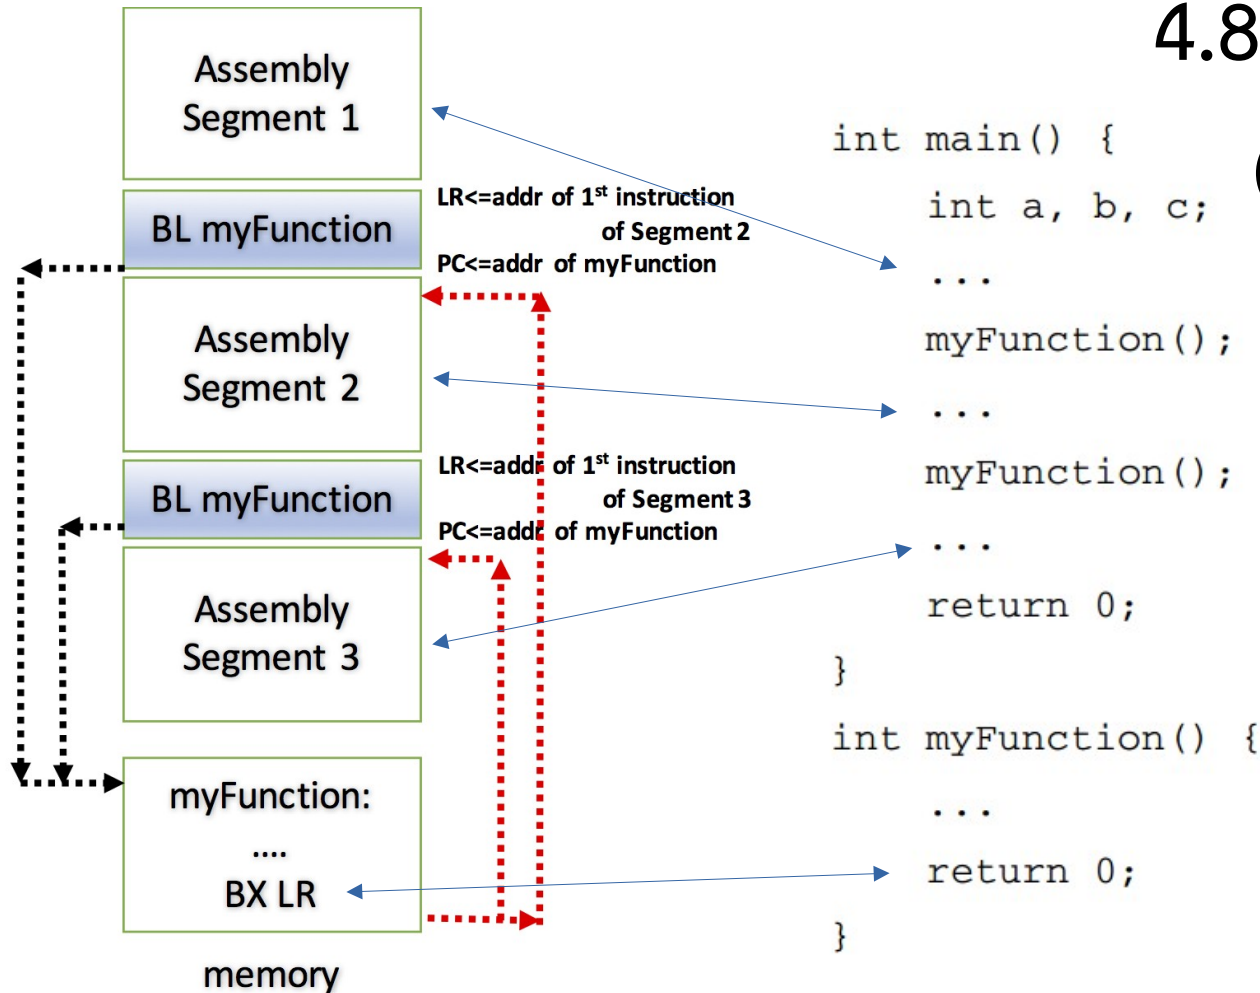 4.8
Assembly
Segment 1
BL myFunction
LR<=addr of 1st instruction
of Segment 2
PC<=addr of myFunction
Assembly
Segment 2
BL myFunction
LR<=addr of 1st instruction
of Segment 3
PC<=addr of myFunction
Assembly
Segment 3
myFunction:
....
BX LR
memory
int main() {
int a, b, c;
...
myFunction();
...
myFunction();
...
return 0;
}
int myFunction() {
...
return 0;
}